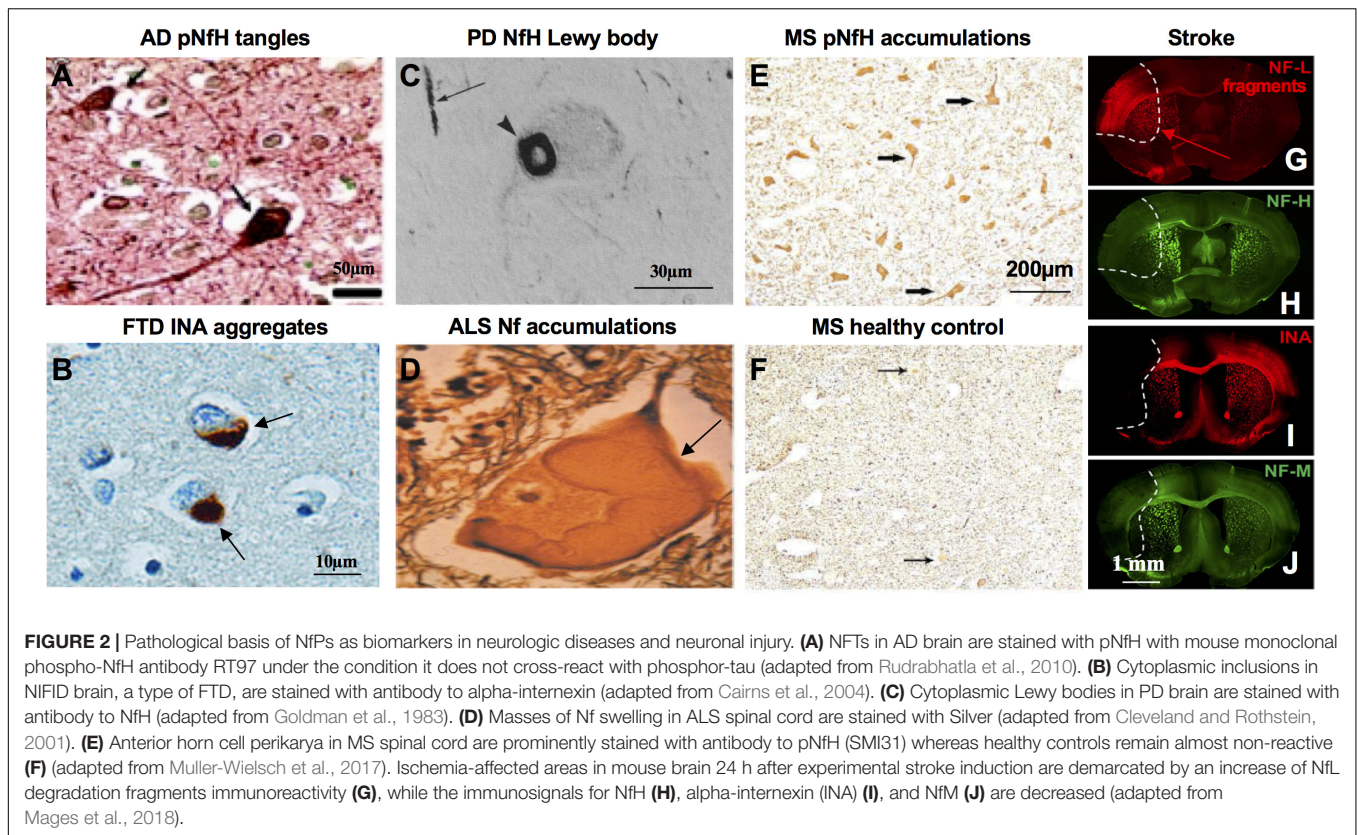 AD pNfH tangles
PD NfH Lewy body
MS pNfH accumulations
Stroke
A
50µm
C
30µm
E
200µm
NF-L
fragments
G
NF-H
H
FTD INA aggregates
ALS Nf accumulations
MS healthy control
B
10µm
D
F
INA
I
NF-M
1 mm
J
FIGURE 2 | Pathological basis of NfPs as biomarkers in neurologic diseases and neuronal injury. (A) NFTs in AD brain are stained with pNfH with mouse monoclonal
phospho-NfH antibody RT97 under the condition it does not cross-react with phosphor-tau (adapted from Rudrabhatla et al., 2010). (B) Cytoplasmic inclusions in
NIFID brain, a type of FTD, are stained with antibody to alpha-internexin (adapted from Cairns et al., 2004). (C) Cytoplasmic Lewy bodies in PD brain are stained with
antibody to NfH (adapted from Goldman et al., 1983). (D) Masses of Nf swelling in ALS spinal cord are stained with Silver (adapted from Cleveland and Rothstein,
2001). (E) Anterior horn cell perikarya in MS spinal cord are prominently stained with antibody to pNfH (SMI31) whereas healthy controls remain almost non-reactive
(F) (adapted from Muller-Wielsch et al., 2017). Ischemia-affected areas in mouse brain 24 h after experimental stroke induction are demarcated by an increase of NfL
degradation fragments immunoreactivity (G), while the immunosignals for NfH (H), alpha-internexin (INA) (I), and NfM (J) are decreased (adapted from
Mages et al., 2018).